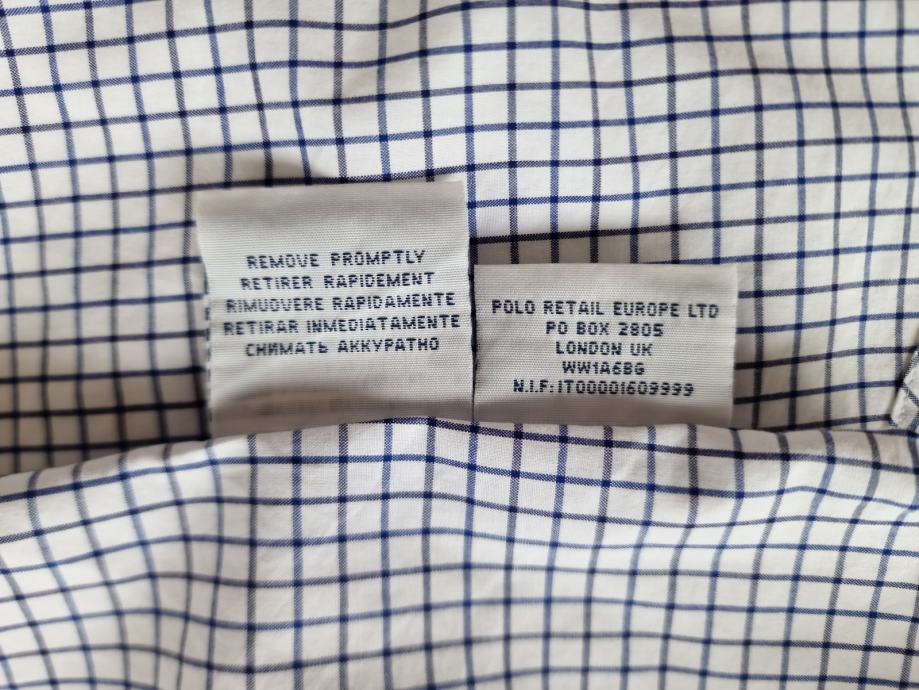 REMOVE PROMPTLY
RETIRER RAPIDEMENT
RIMUOVERE RAPIDAMENTE
RETIRAR INMEDIATAMENTE
СНИМАТЬ АККУРАТНО
POLO RETAIL EUROPE LTD
PO BOX 2805
LONDON UK
WW1A6BG
N.I.F:IT00001609999